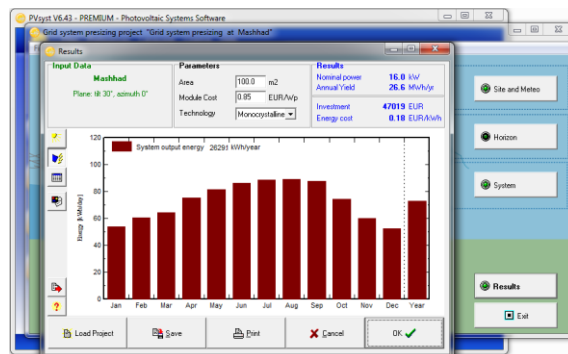 PVsyst V6.43 - PREMIUM - Photovoltaic Systems Software
Grid system presizing project "Grid system presizing at Mashhad"
Results
Input Data
Mashhad
Plane: tilt 30°, azimuth 0°
Parameters
Area 100.0 m2
Module Cost 0.85 EUR/Wp
Technology Monocrystalline
Results
Nominal power 16.0 kW
Annual Yield 26.6 MWh/yr
Investment 47019 EUR
Energy cost 0.18 EUR/kWh
System output energy 26281 kWh/year
Energy [kWh/day]
120
100
80
60
40
20
0
Jan Feb Mar Apr May Jun Jul Aug Sep Oct Nov Dec Year
Load Project
Save
Print
Cancel
OK
Site and Meteo
Horizon
System
Results
Exit